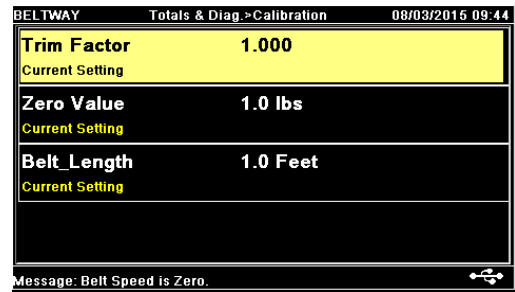 BELTWAY Totals & Diag.>Calibration 08/03/2015 09:44
Trim Factor 1.000
Current Setting
Zero Value 1.0 lbs
Current Setting
Belt_Length 1.0 Feet
Current Setting
Message: Belt Speed is Zero.